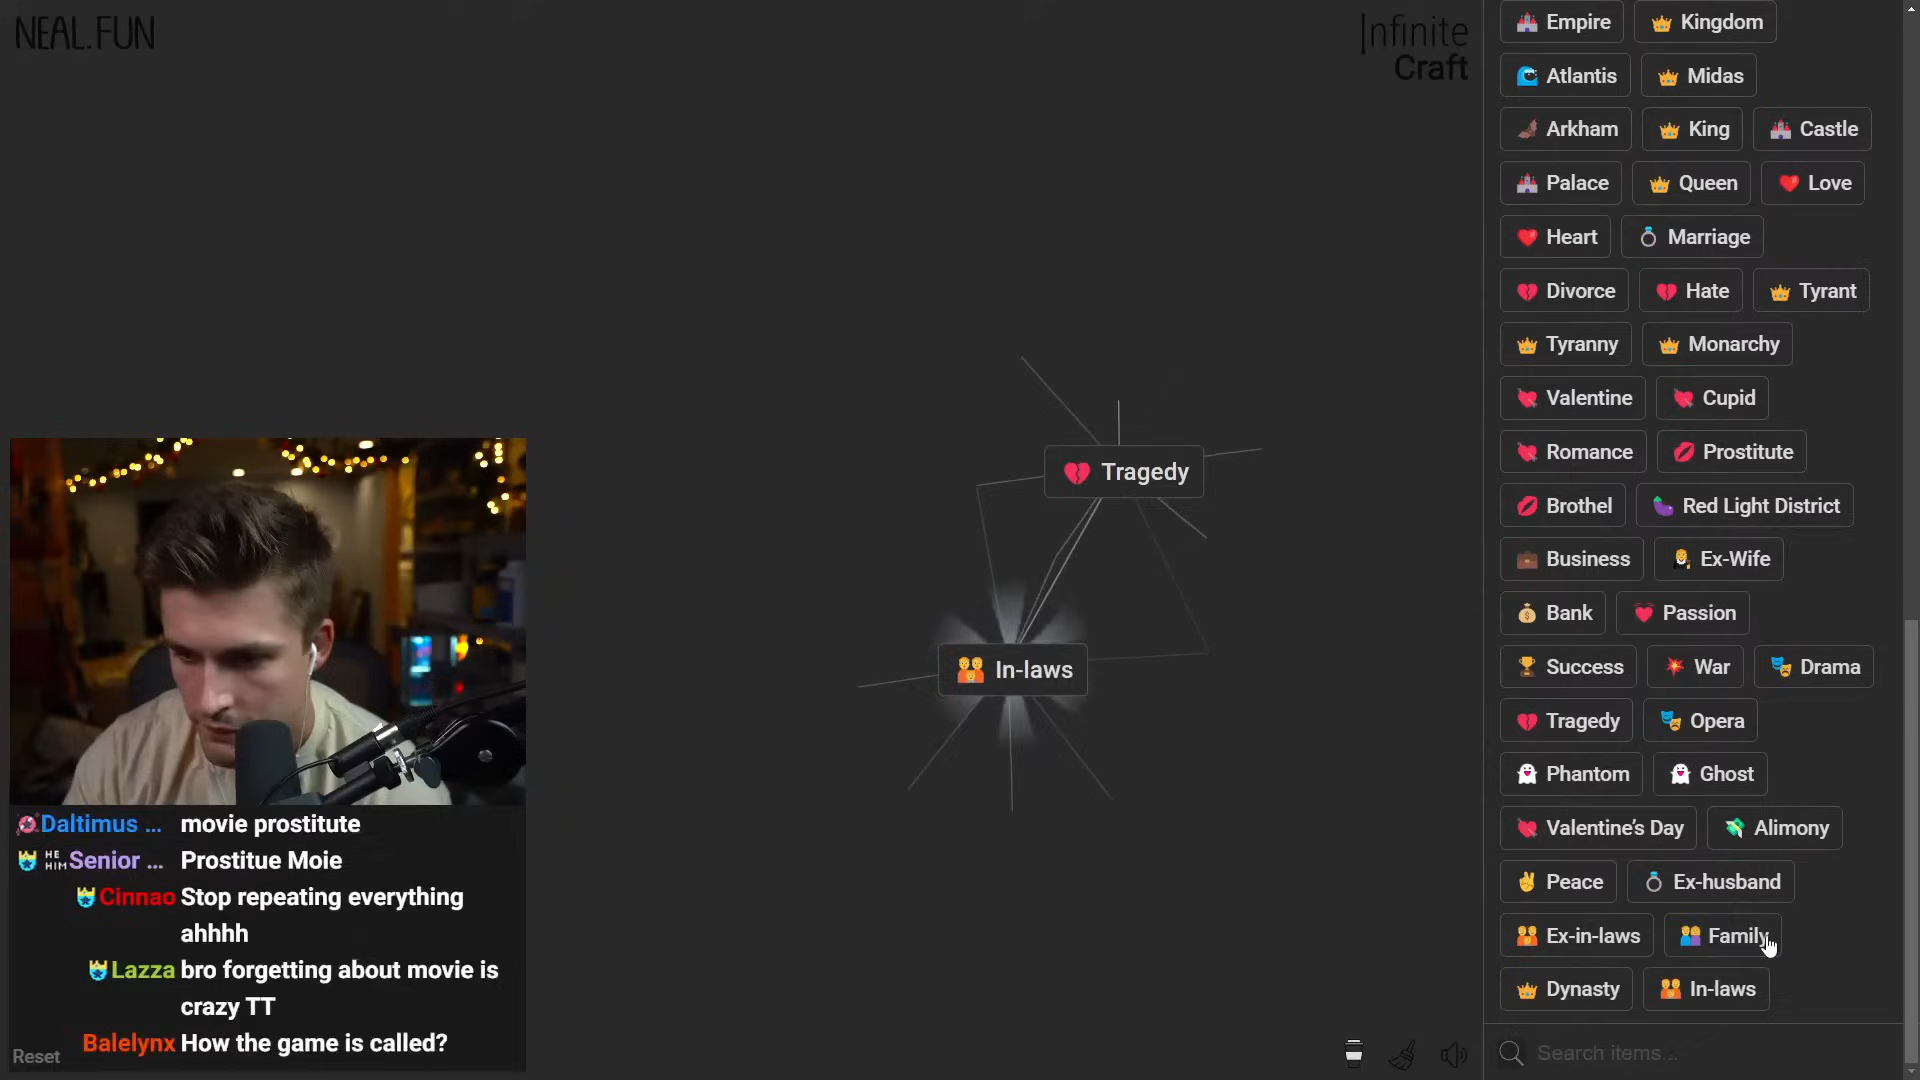 NEAL.FUN
Infinite
Craft
Tragedy
In-laws
Empire
Kingdom
Atlantis
Midas
Arkham
King
Castle
Palace
Queen
Love
Heart
Marriage
Divorce
Hate
Tyrant
Tyranny
Monarchy
Valentine
Cupid
Romance
Prostitute
Brothel
Red Light District
Business
Ex-Wife
Bank
Passion
Success
War
Drama
Tragedy
Opera
Phantom
Ghost
Valentine's Day
Alimony
Peace
Ex-husband
Ex-in-laws
Family
Dynasty
In-laws
Search items...
Daltimus ... movie prostitute
HE HIM Senior ... Prostitue Moie
Cinnao Stop repeating everything
ahhhh
Lazza bro forgetting about movie is
crazy TT
Balelynx How the game is called?
Reset